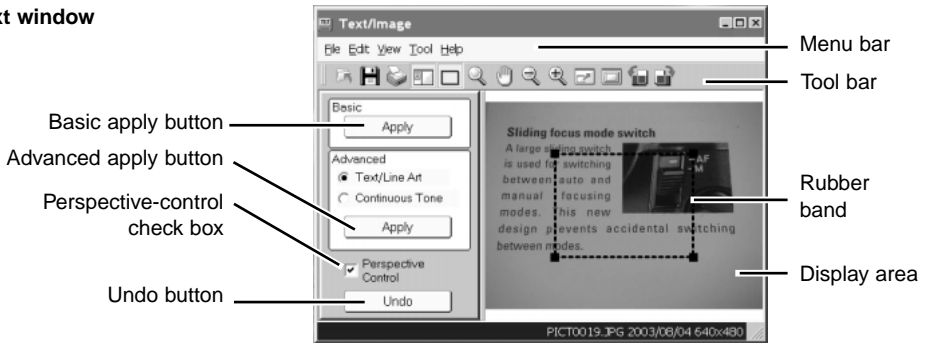 xt window
Text/Image
File Edit View Tool Help
Menu bar
Tool bar
Basic
Apply
Basic apply button
Advanced
Text/Line Art
Continuous Tone
Apply
Advanced apply button
Perspective
Control
Perspective-control
check box
Undo
Undo button
Sliding focus mode switch
A large sliding switch
is used for switching
between auto and
manual focusing
modes. This new
design prevents accidental switching
between modes.
AF
M
Rubber
band
Display area
PICT0019.JPG 2003/08/04 640x480